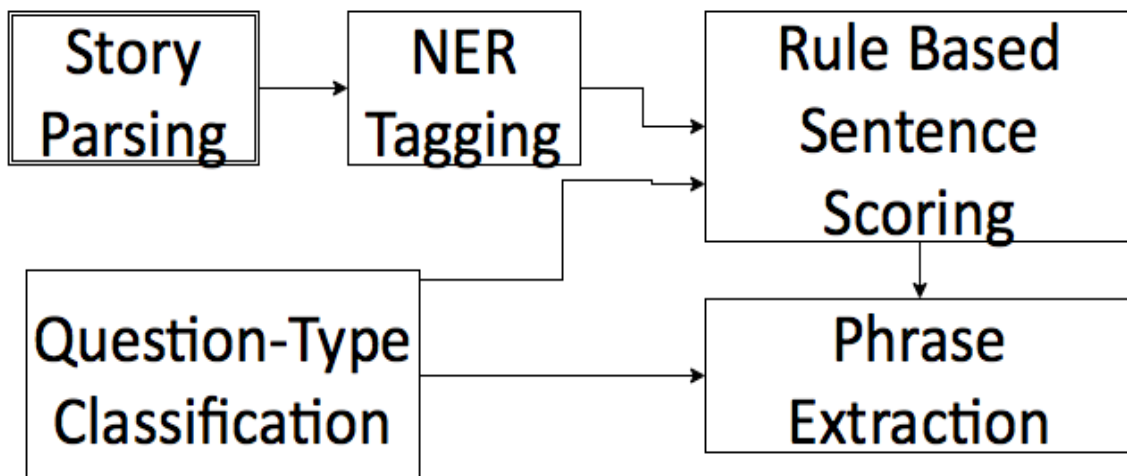 Story
Parsing
NER
Tagging
Rule Based
Sentence
Scoring
Question-Type
Classification
Phrase
Extraction